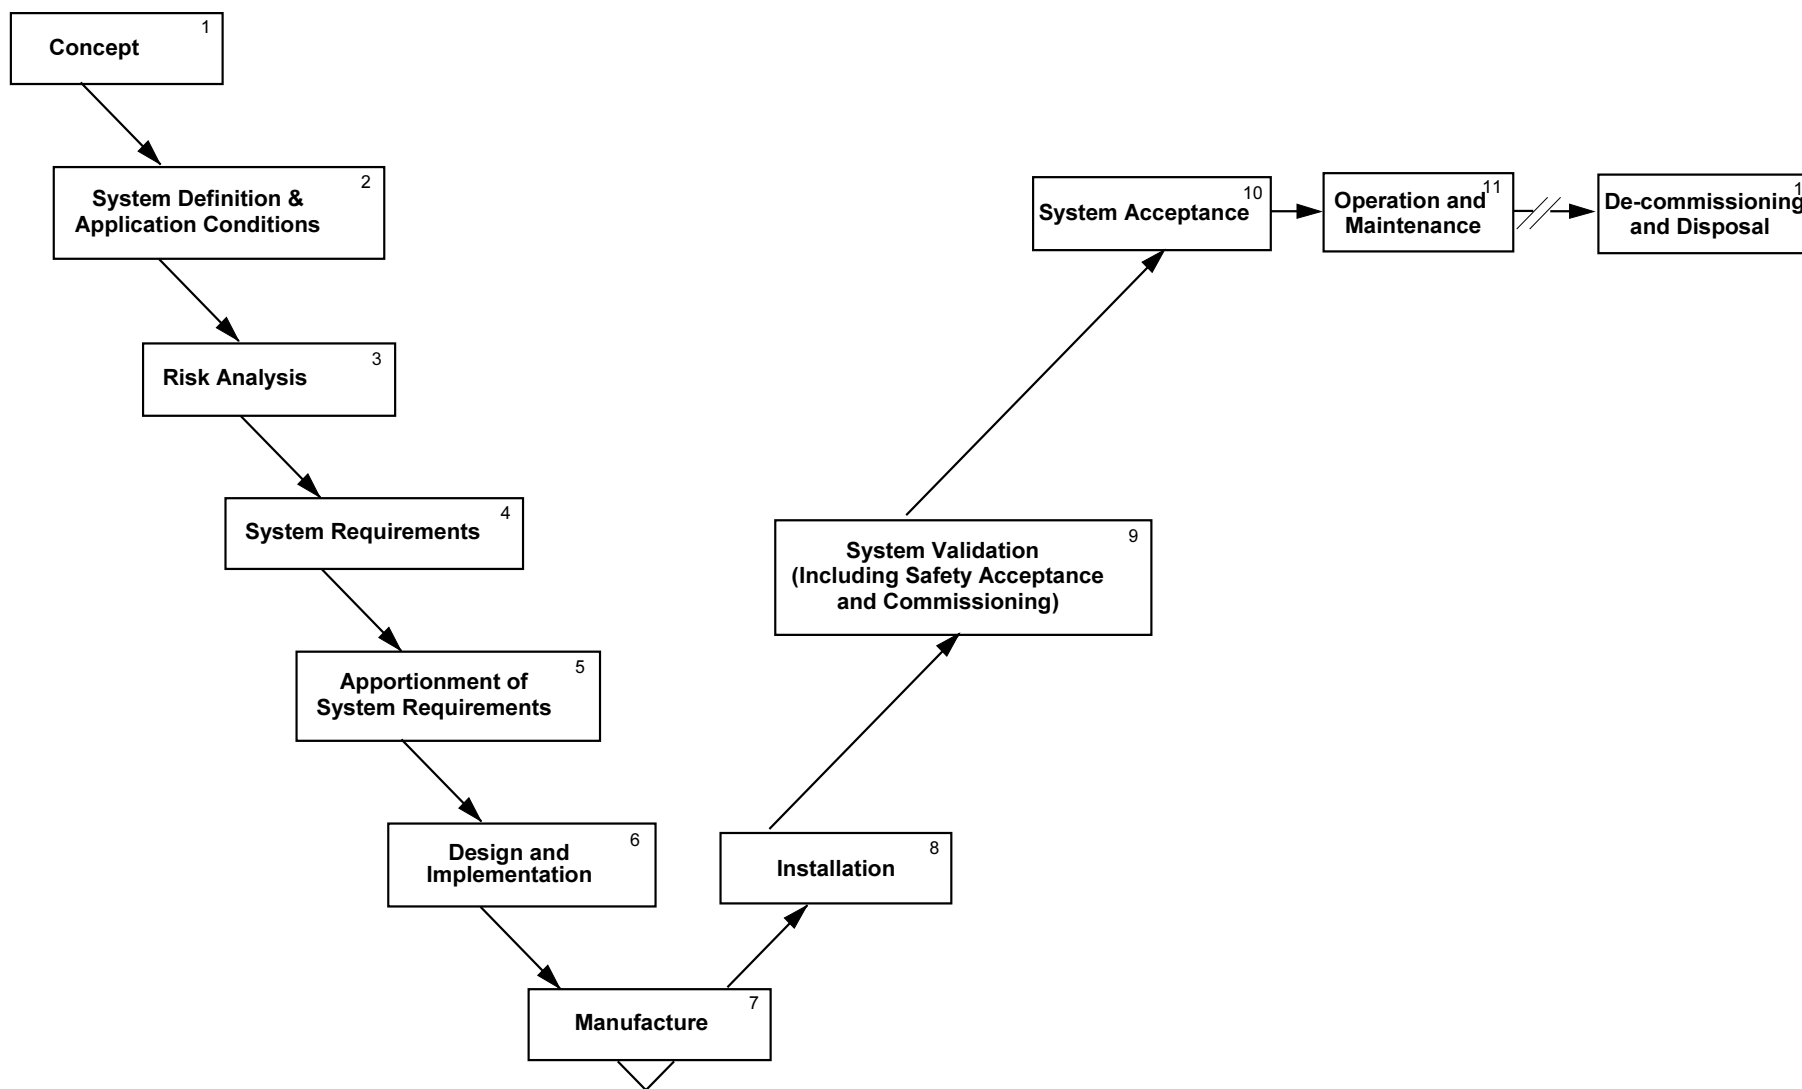 1
Concept
2
System Definition &
Application Conditions
3
Risk Analysis
4
System Requirements
5
Apportionment of
System Requirements
6
Design and
Implementation
7
Manufacture
8
Installation
9
System Validation
(Including Safety Acceptance
and Commissioning)
10
System Acceptance
11
Operation and
Maintenance
1
De-commissioning
and Disposal